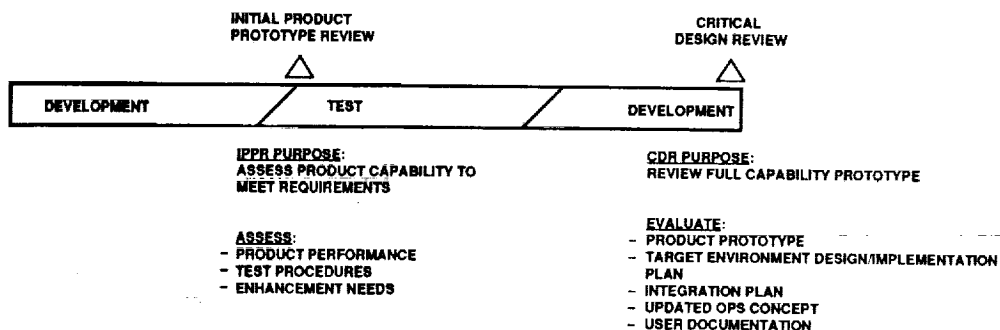 INITIAL PRODUCT
PROTOTYPE REVIEW
CRITICAL
DESIGN REVIEW
DEVELOPMENT
TEST
DEVELOPMENT
IPPR PURPOSE:
ASSESS PRODUCT CAPABILITY TO
MEET REQUIREMENTS
ASSESS:
- PRODUCT PERFORMANCE
- TEST PROCEDURES
- ENHANCEMENT NEEDS
CDR PURPOSE:
REVIEW FULL CAPABILITY PROTOTYPE
EVALUATE:
- PRODUCT PROTOTYPE
- TARGET ENVIRONMENT DESIGN/IMPLEMENTATION
PLAN
- INTEGRATION PLAN
- UPDATED OPS CONCEPT
- USER DOCUMENTATION